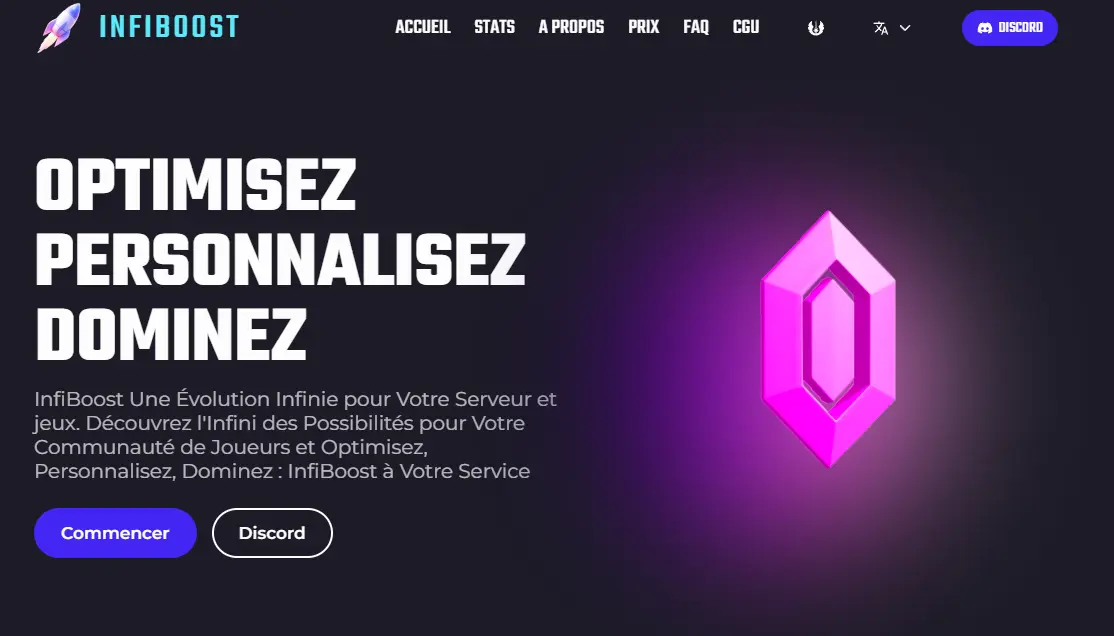 INFIBOOST
ACCUEIL STATS A PROPOS PRIX FAQ CGU DISCORD
OPTIMISEZ
PERSONNALISEZ
DOMINEZ
InfiBoost Une Évolution Infinie pour Votre Serveur et
jeux. Découvrez l'Infini des Possibilités pour Votre
Communauté de Joueurs et Optimisez,
Personnalisez, Dominez : InfiBoost à Votre Service
Commencer Discord